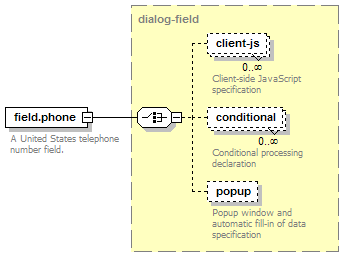 dialog-field
client-js
0..∞
Client-side JavaScript
specification
field.phone
A United States telephone
number field.
conditional
0..∞
Conditional processing
declaration
popup
Popup window and
automatic fill-in of data
specification